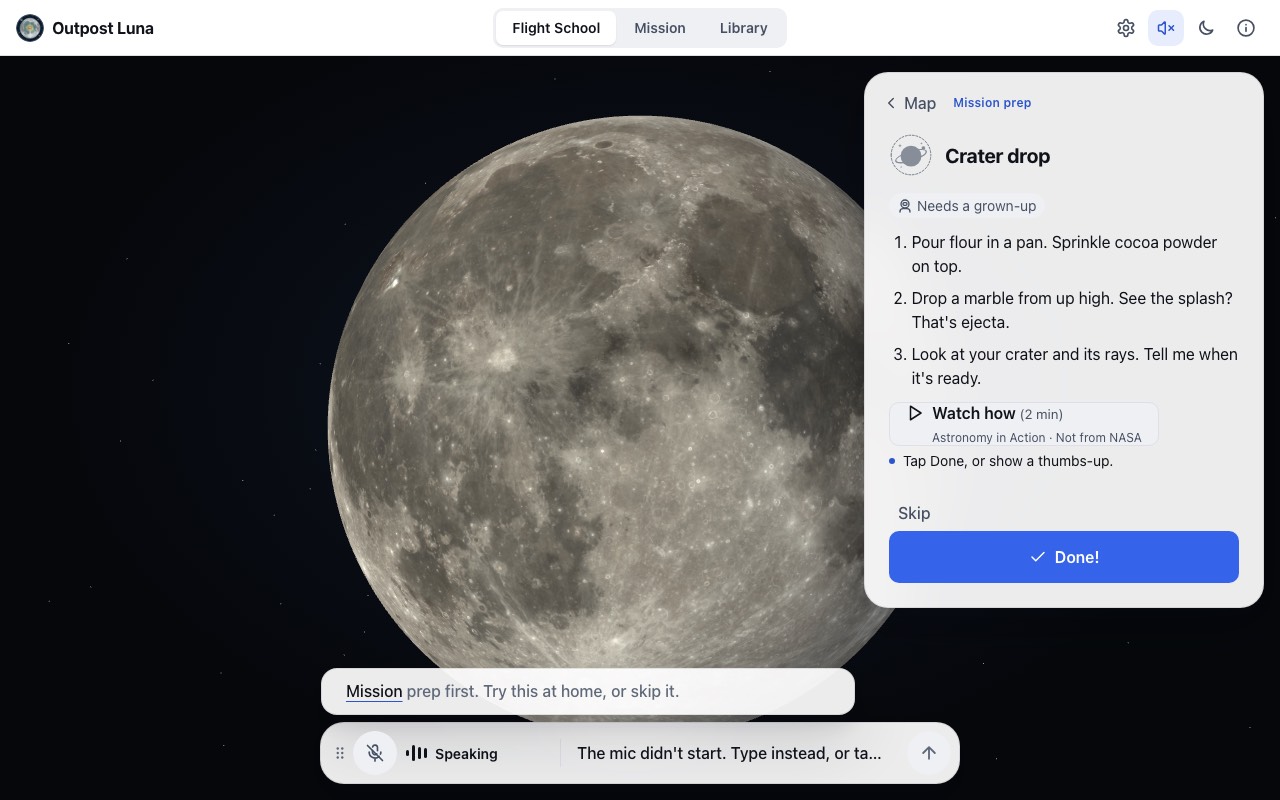 Outpost Luna
Flight School
Mission
Library
Map
Mission prep
Crater drop
Needs a grown-up
1. Pour flour in a pan. Sprinkle cocoa powder
on top.
2. Drop a marble from up high. See the splash?
That's ejecta.
3. Look at your crater and its rays. Tell me when
it's ready.
Watch how (2 min)
Astronomy in Action · Not from NASA
Tap Done, or show a thumbs-up.
Skip
Done!
Mission prep first. Try this at home, or skip it.
Speaking
The mic didn't start. Type instead, or ta...